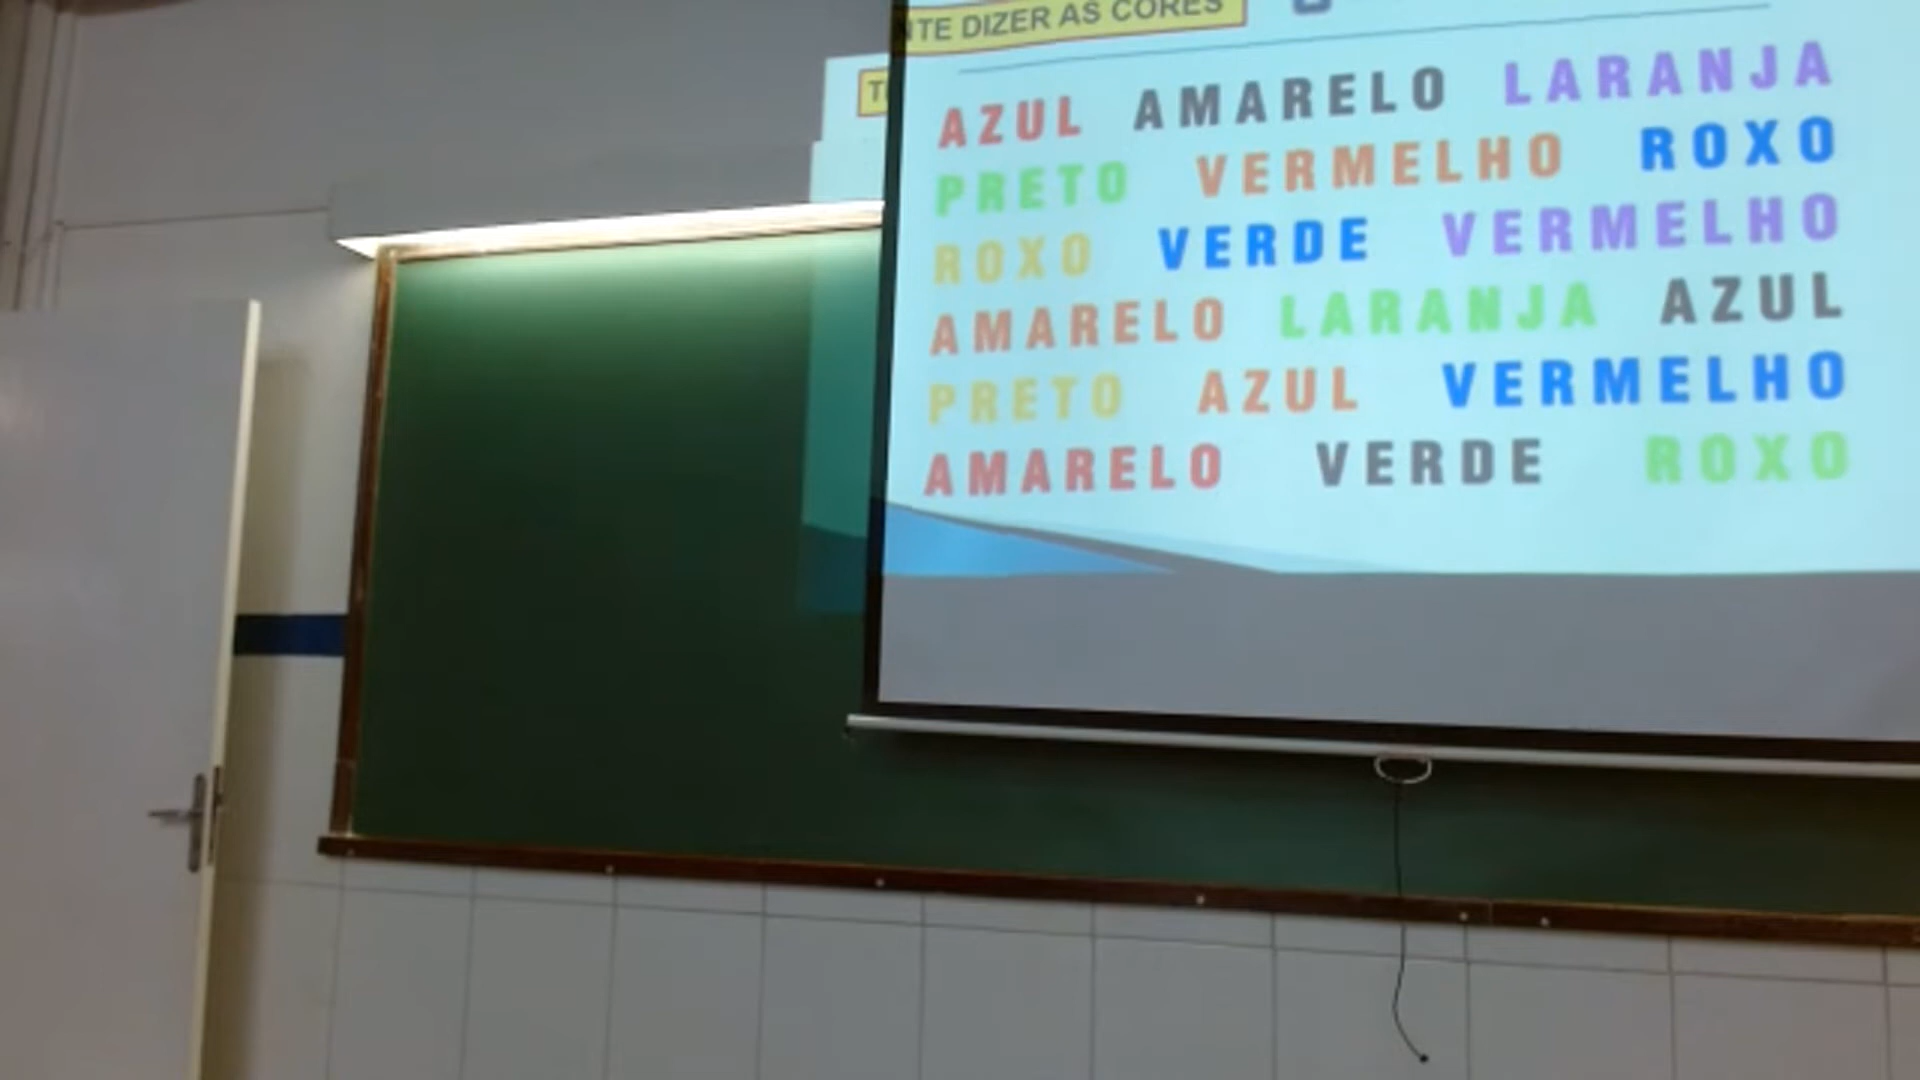 DIZER AS CORES
AZUL AMARELO LARANJA
PRETO VERMELHO ROXO
ROXO VERDE VERMELHO
AMARELO LARANJA AZUL
PRETO AZUL VERMELHO
AMARELO VERDE ROXO